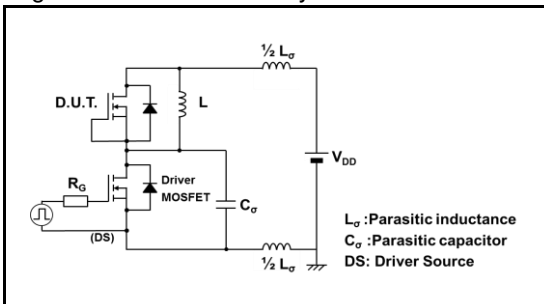 ½ Lσ
D.U.T.
L
VDD
RG
Driver
MOSFET
Cσ
(DS)
½ Lσ
Lσ :Parasitic inductance
Cσ :Parasitic capacitor
DS: Driver Source